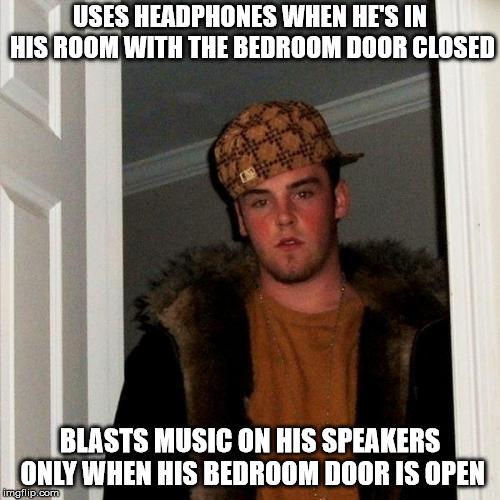 USES HEADPHONES WHEN HE'S IN
HIS ROOM WITH THE BEDROOM DOOR CLOSED
BLASTS MUSIC ON HIS SPEAKERS
ONLY WHEN HIS BEDROOM DOOR IS OPEN
imgflip.com